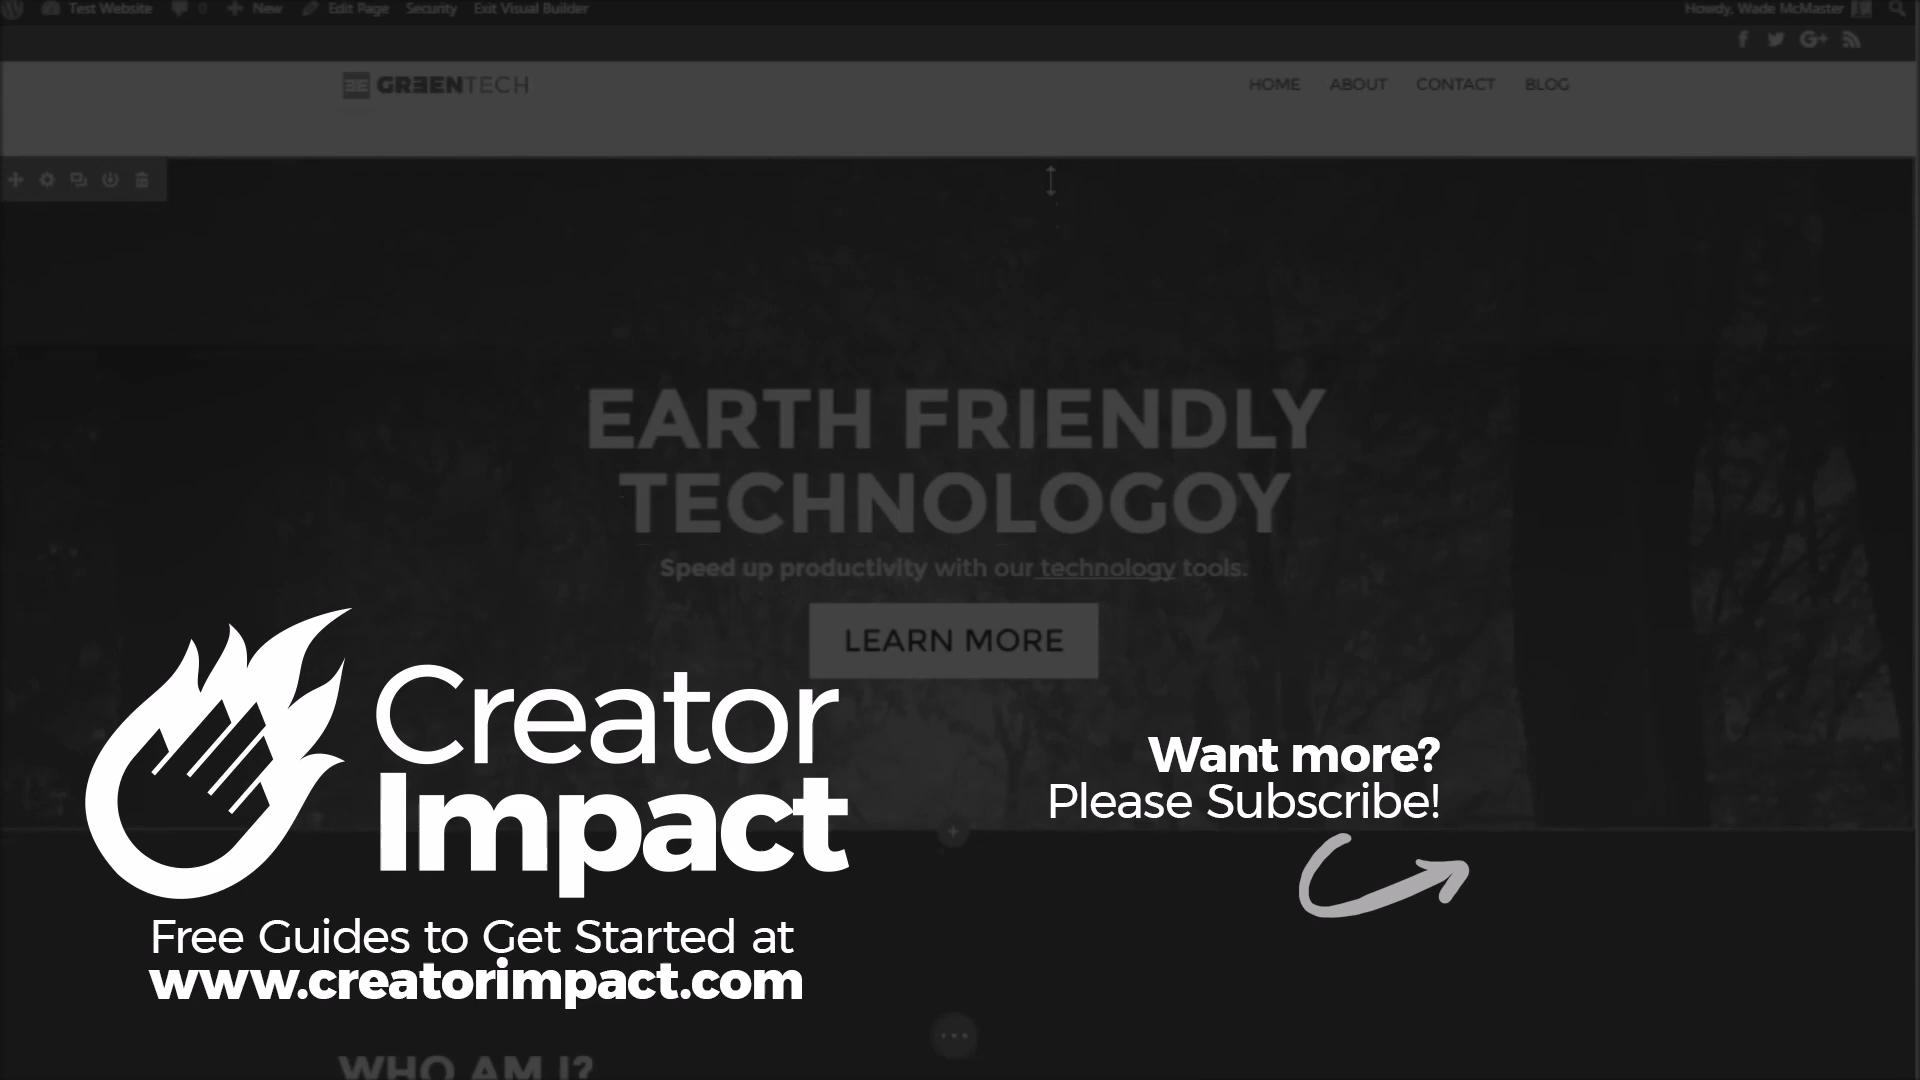 Test Website 0 New Edit Page Security Exit Visual Builder Howdy, Wade McMaster
GREENTECH HOME ABOUT CONTACT BLOG
EARTH FRIENDLY
TECHNOLOGOY
Speed up productivity with our technology tools.
LEARN MORE
Creator
Impact
Free Guides to Get Started at
www.creatorimpact.com
Want more?
Please Subscribe!
WHO AM I?